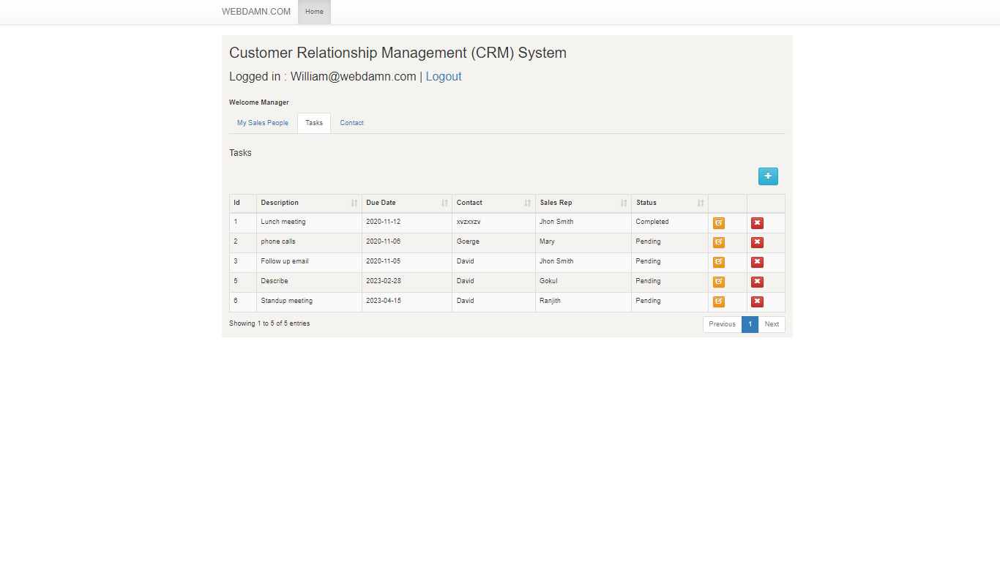 WEBDAMN.COM Home
Customer Relationship Management (CRM) System
Logged in : William@webdamn.com | Logout
Welcome Manager
My Sales People Tasks Contact
Tasks
Id Description Due Date Contact Sales Rep Status
1 Lunch meeting 2020-11-12 xvzxxzv Jhon Smith Completed
2 phone calls 2020-11-06 Goerge Mary Pending
3 Follow up email 2020-11-05 David Jhon Smith Pending
5 Describe 2023-02-28 David Gokul Pending
6 Standup meeting 2023-04-15 David Ranjith Pending
Showing 1 to 5 of 5 entries Previous 1 Next